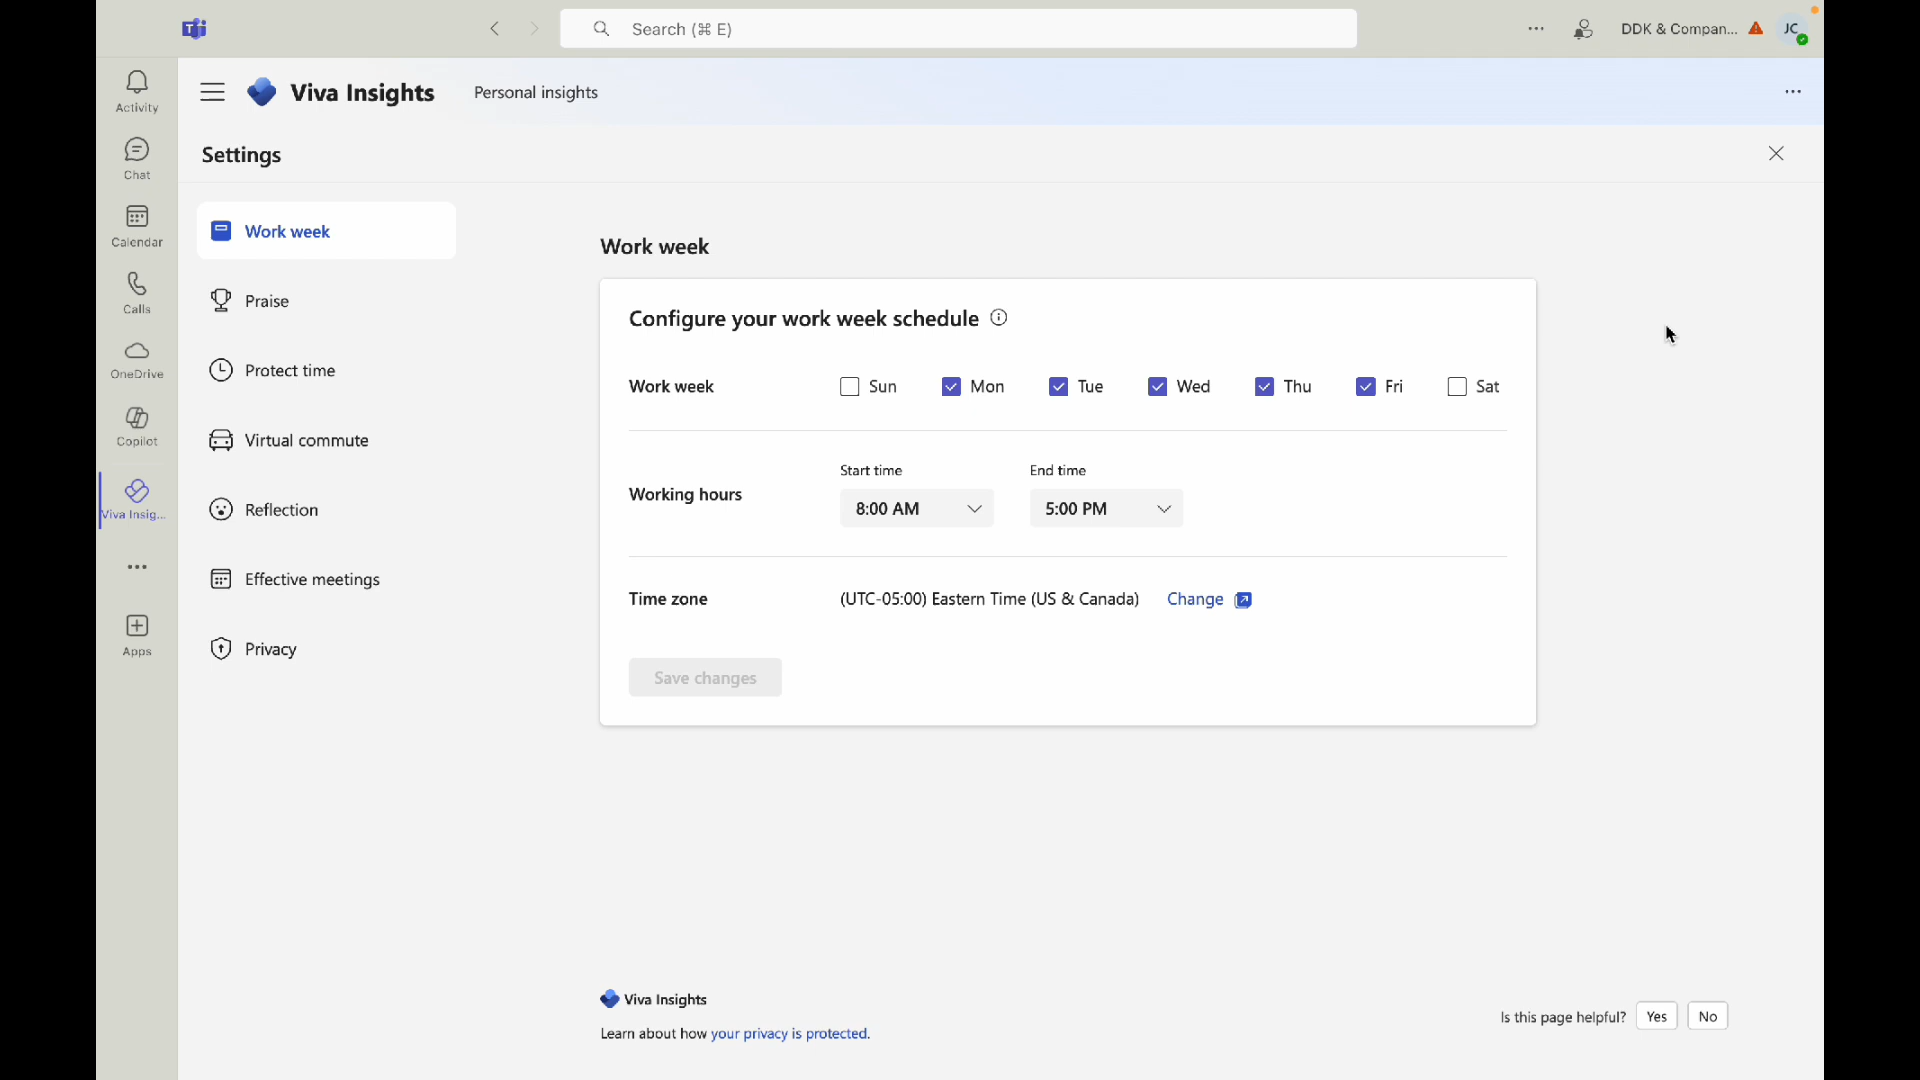 Search (⌘ E)
DDK & Compan...
JC
Activity
Chat
Calendar
Calls
OneDrive
Copilot
Viva Insig...
Apps
Viva Insights
Personal insights
Settings
Work week
Praise
Protect time
Virtual commute
Reflection
Effective meetings
Privacy
Work week
Configure your work week schedule
Work week Sun Mon Tue Wed Thu Fri Sat
Start time End time
Working hours
8:00 AM 5:00 PM
Time zone (UTC-05:00) Eastern Time (US & Canada) Change
Save changes
Viva Insights
Learn about how your privacy is protected.
Is this page helpful? Yes No